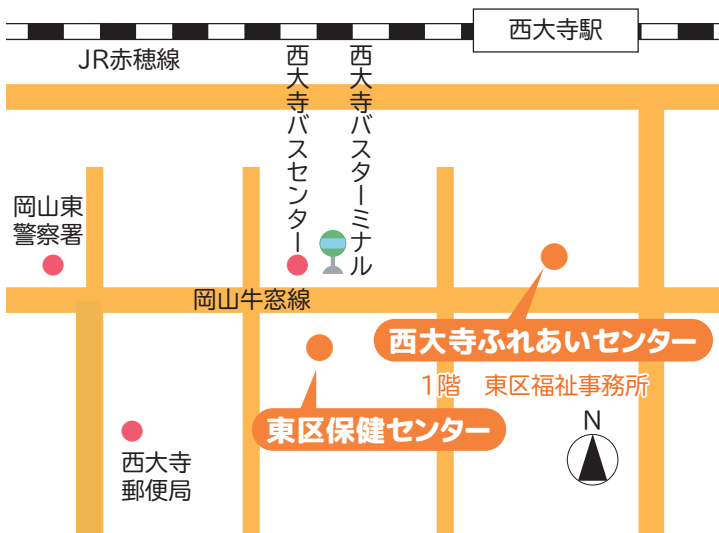 西大寺駅
JR赤穂線
西大寺バスセンター
西大寺バスターミナル
岡山東
警察署
岡山牛窓線
西大寺ふれあいセンター
1階　東区福祉事務所
東区保健センター
N
西大寺
郵便局